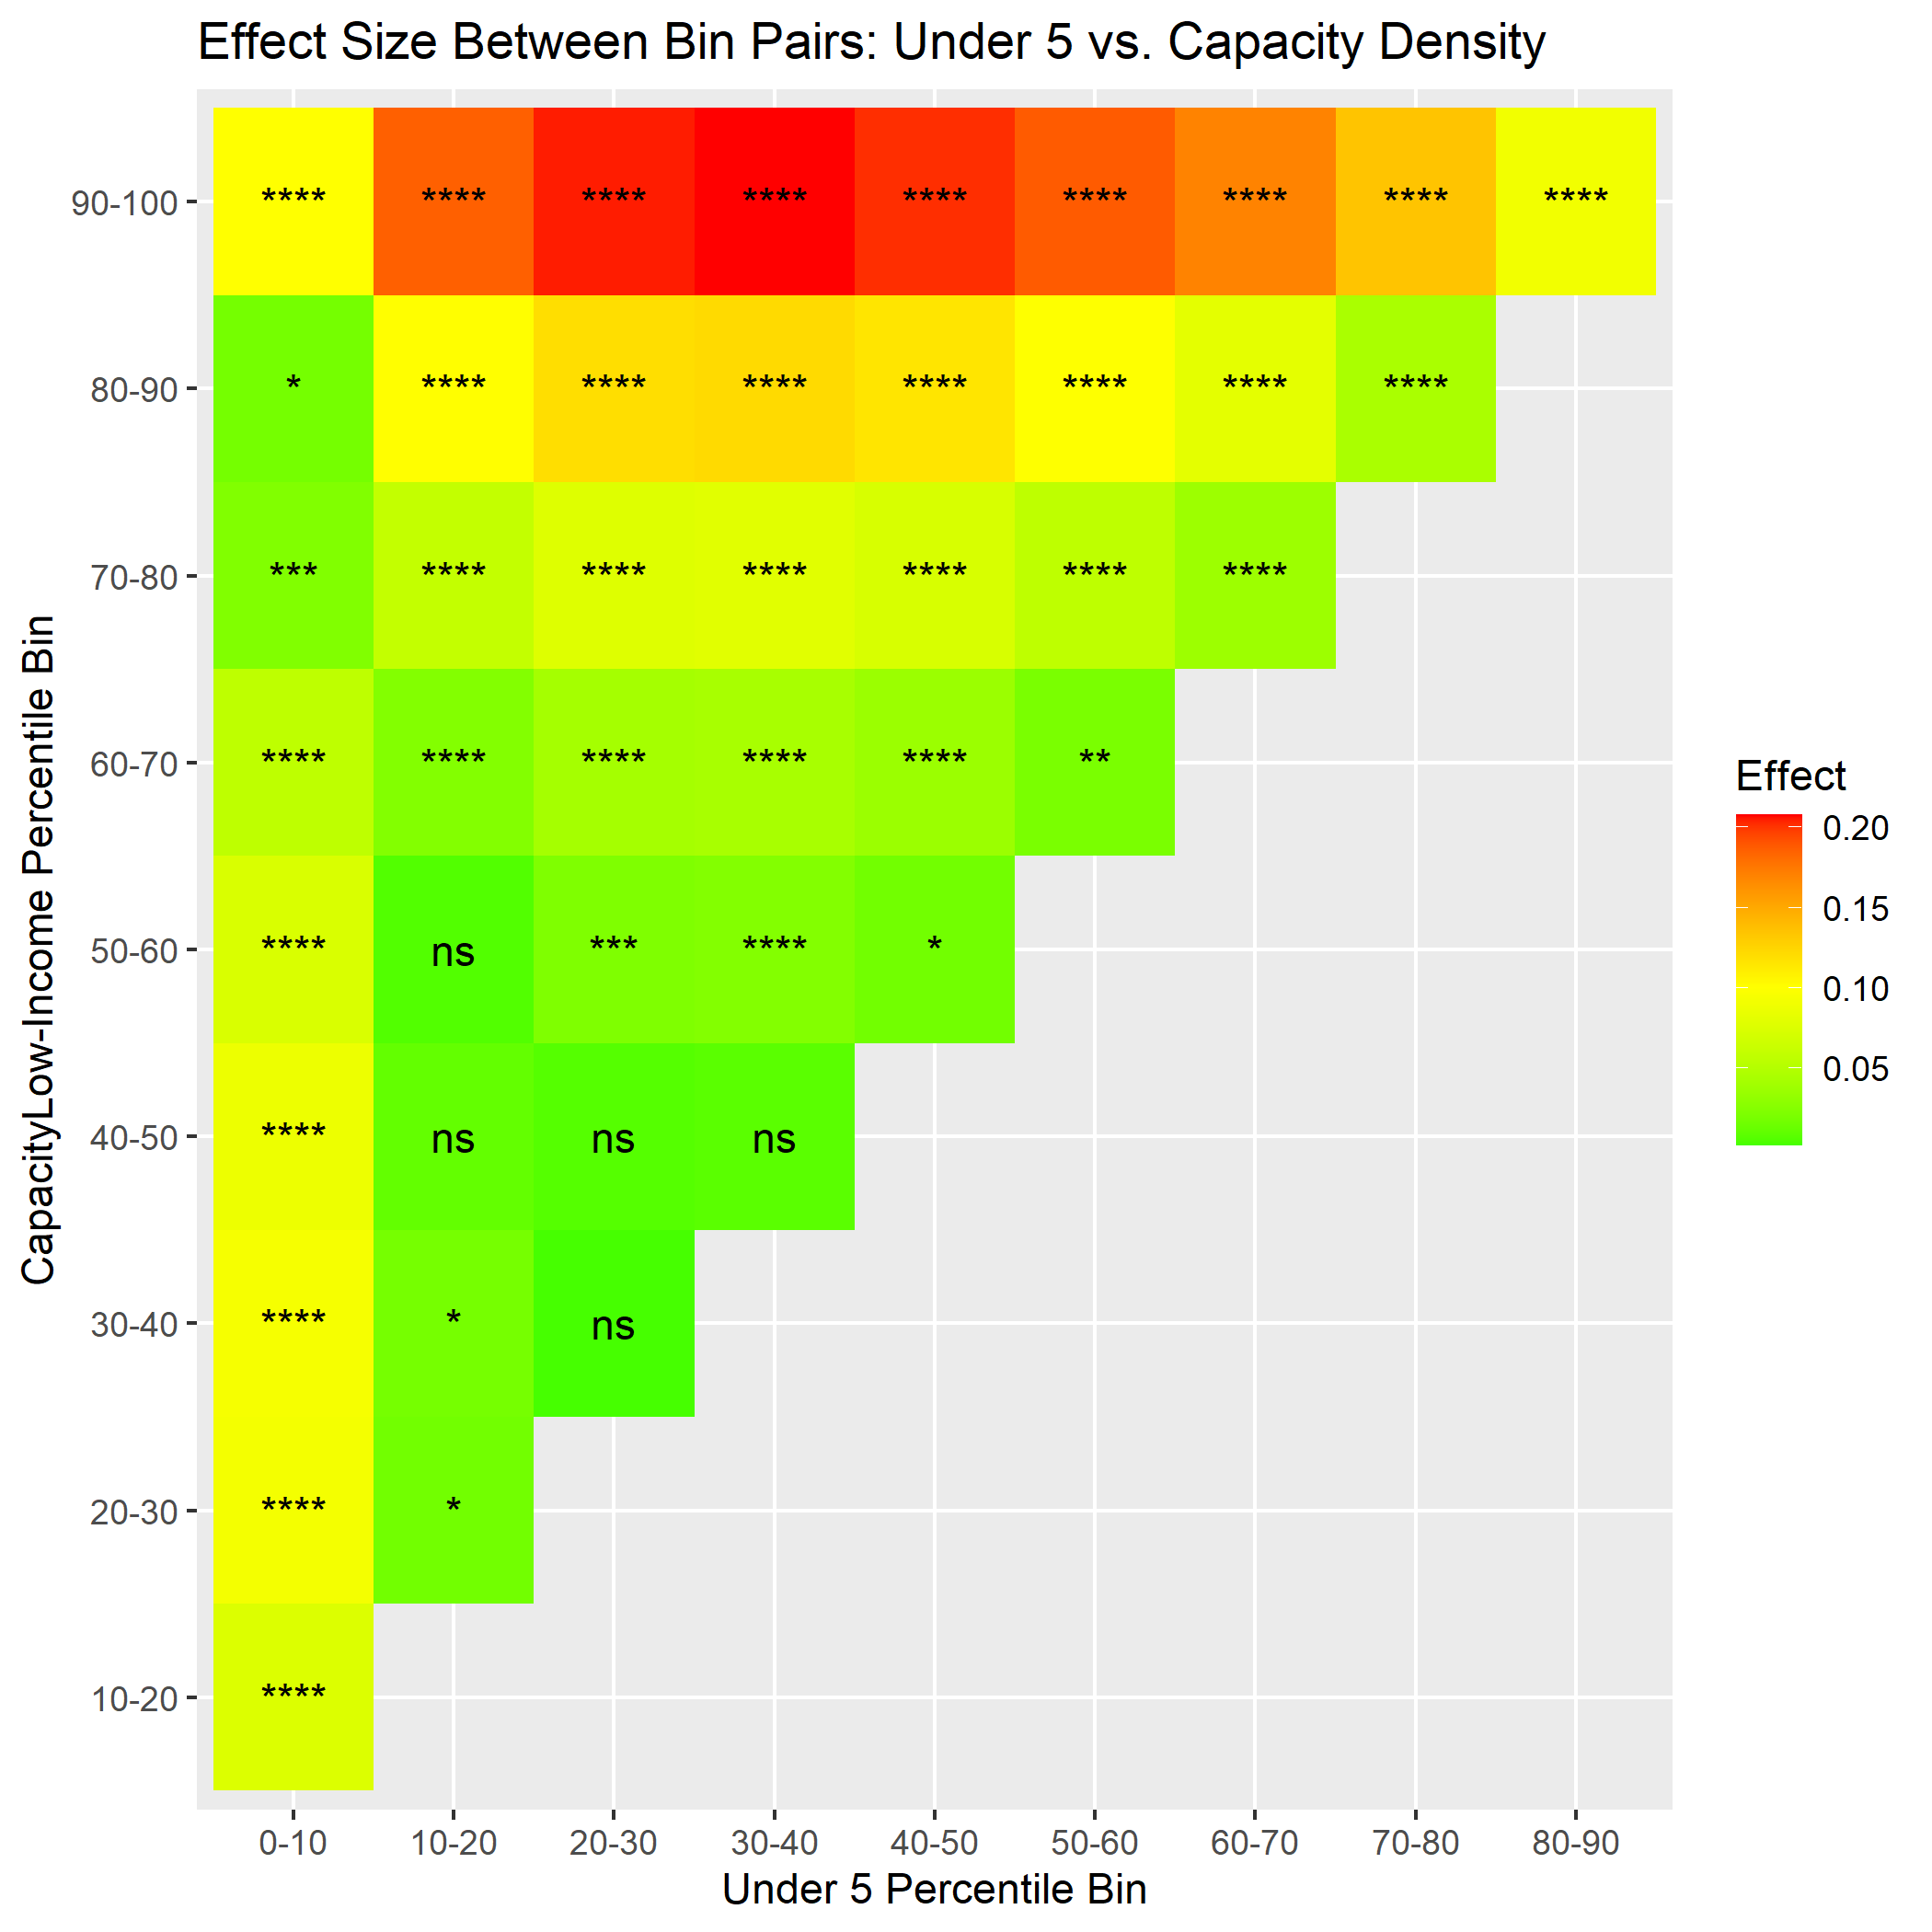 Effect Size Between Bin Pairs: Under 5 vs. Capacity Density
CapacityLow-Income Percentile Bin
90-100 **** **** **** **** **** **** **** **** ****
80-90 * **** **** **** **** **** **** ****
70-80 *** **** **** **** **** **** ****
60-70 **** **** **** **** **** **
50-60 **** ns *** **** *
40-50 **** ns ns ns
30-40 **** * ns
20-30 **** *
10-20 ****
0-10 10-20 20-30 30-40 40-50 50-60 60-70 70-80 80-90
Under 5 Percentile Bin
Effect
0.20
0.15
0.10
0.05